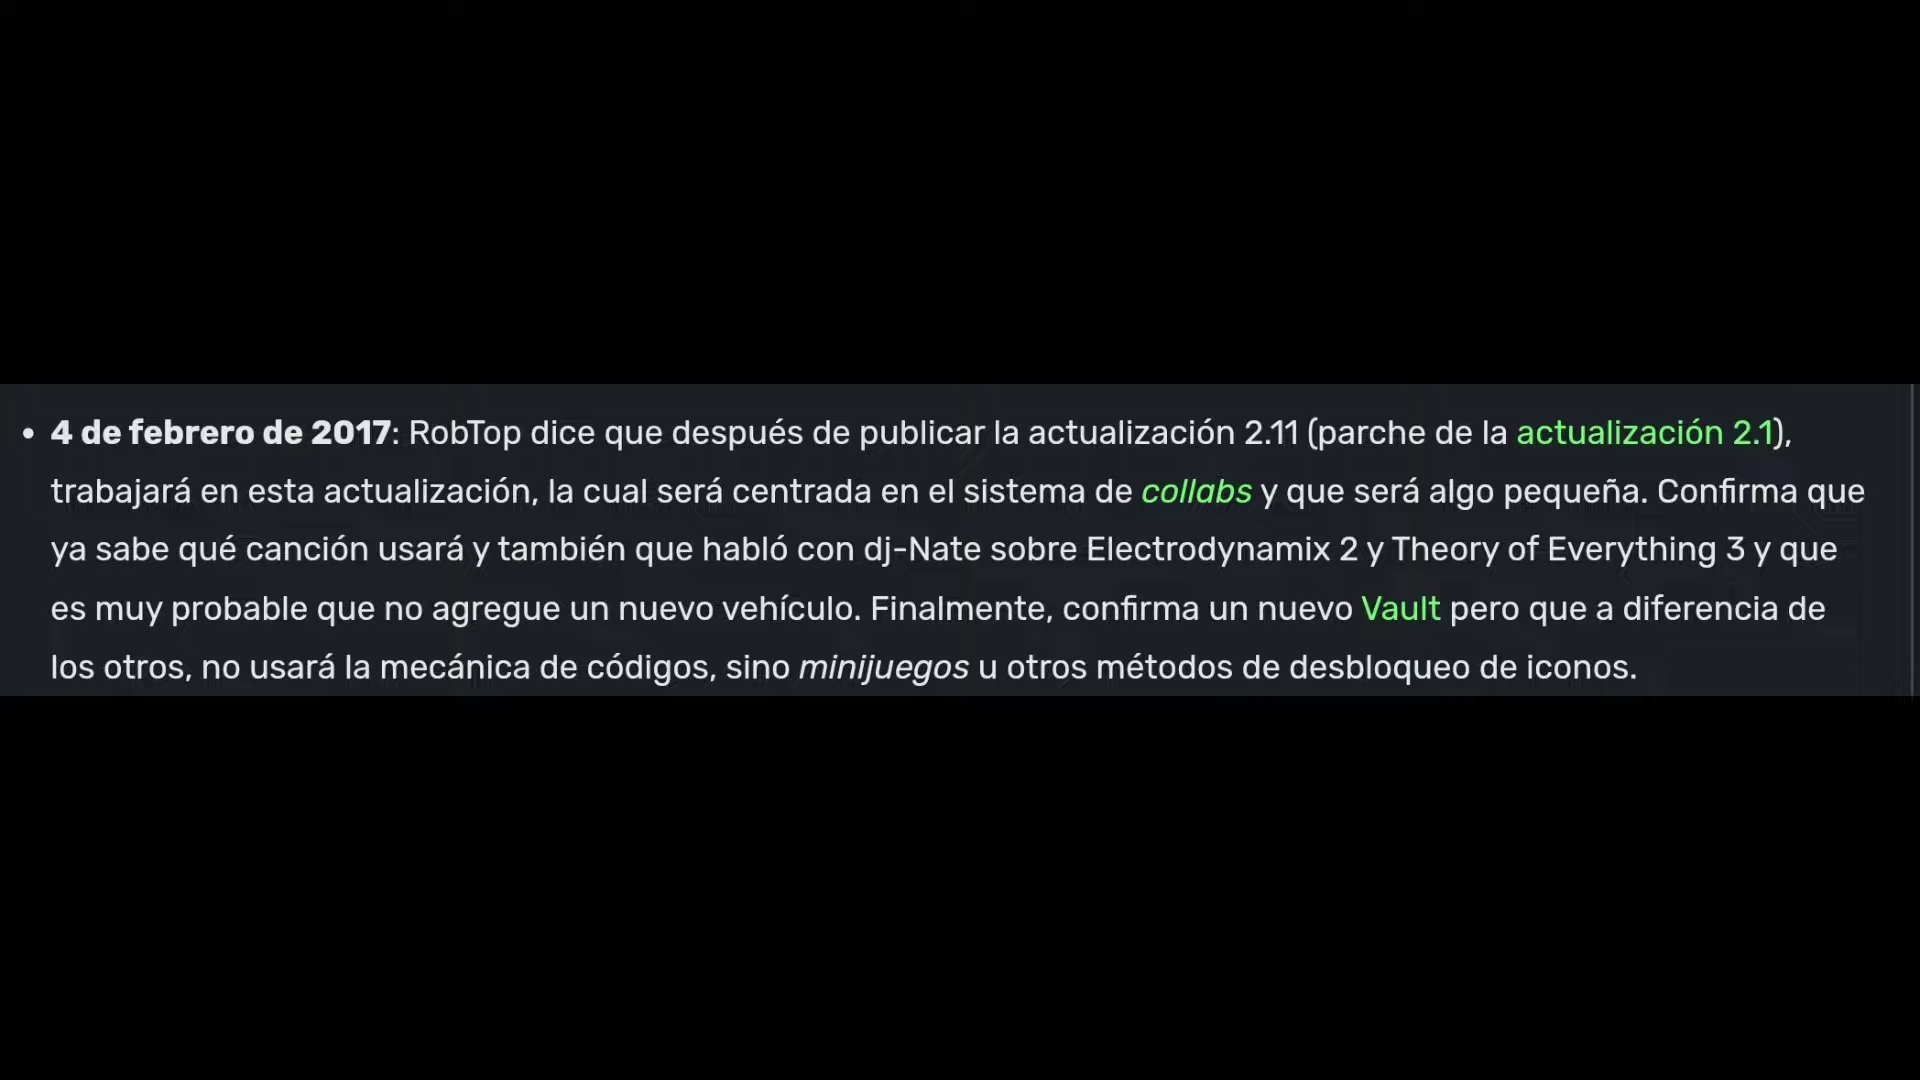 • 4 de febrero de 2017: RobTop dice que después de publicar la actualización 2.11 (parche de la actualización 2.1),
trabajará en esta actualización, la cual será centrada en el sistema de collabs y que será algo pequeña. Confirma que
ya sabe qué canción usará y también que habló con dj-Nate sobre Electrodynamix 2 y Theory of Everything 3 y que
es muy probable que no agregue un nuevo vehículo. Finalmente, confirma un nuevo Vault pero que a diferencia de
los otros, no usará la mecánica de códigos, sino minijuegos u otros métodos de desbloqueo de iconos.